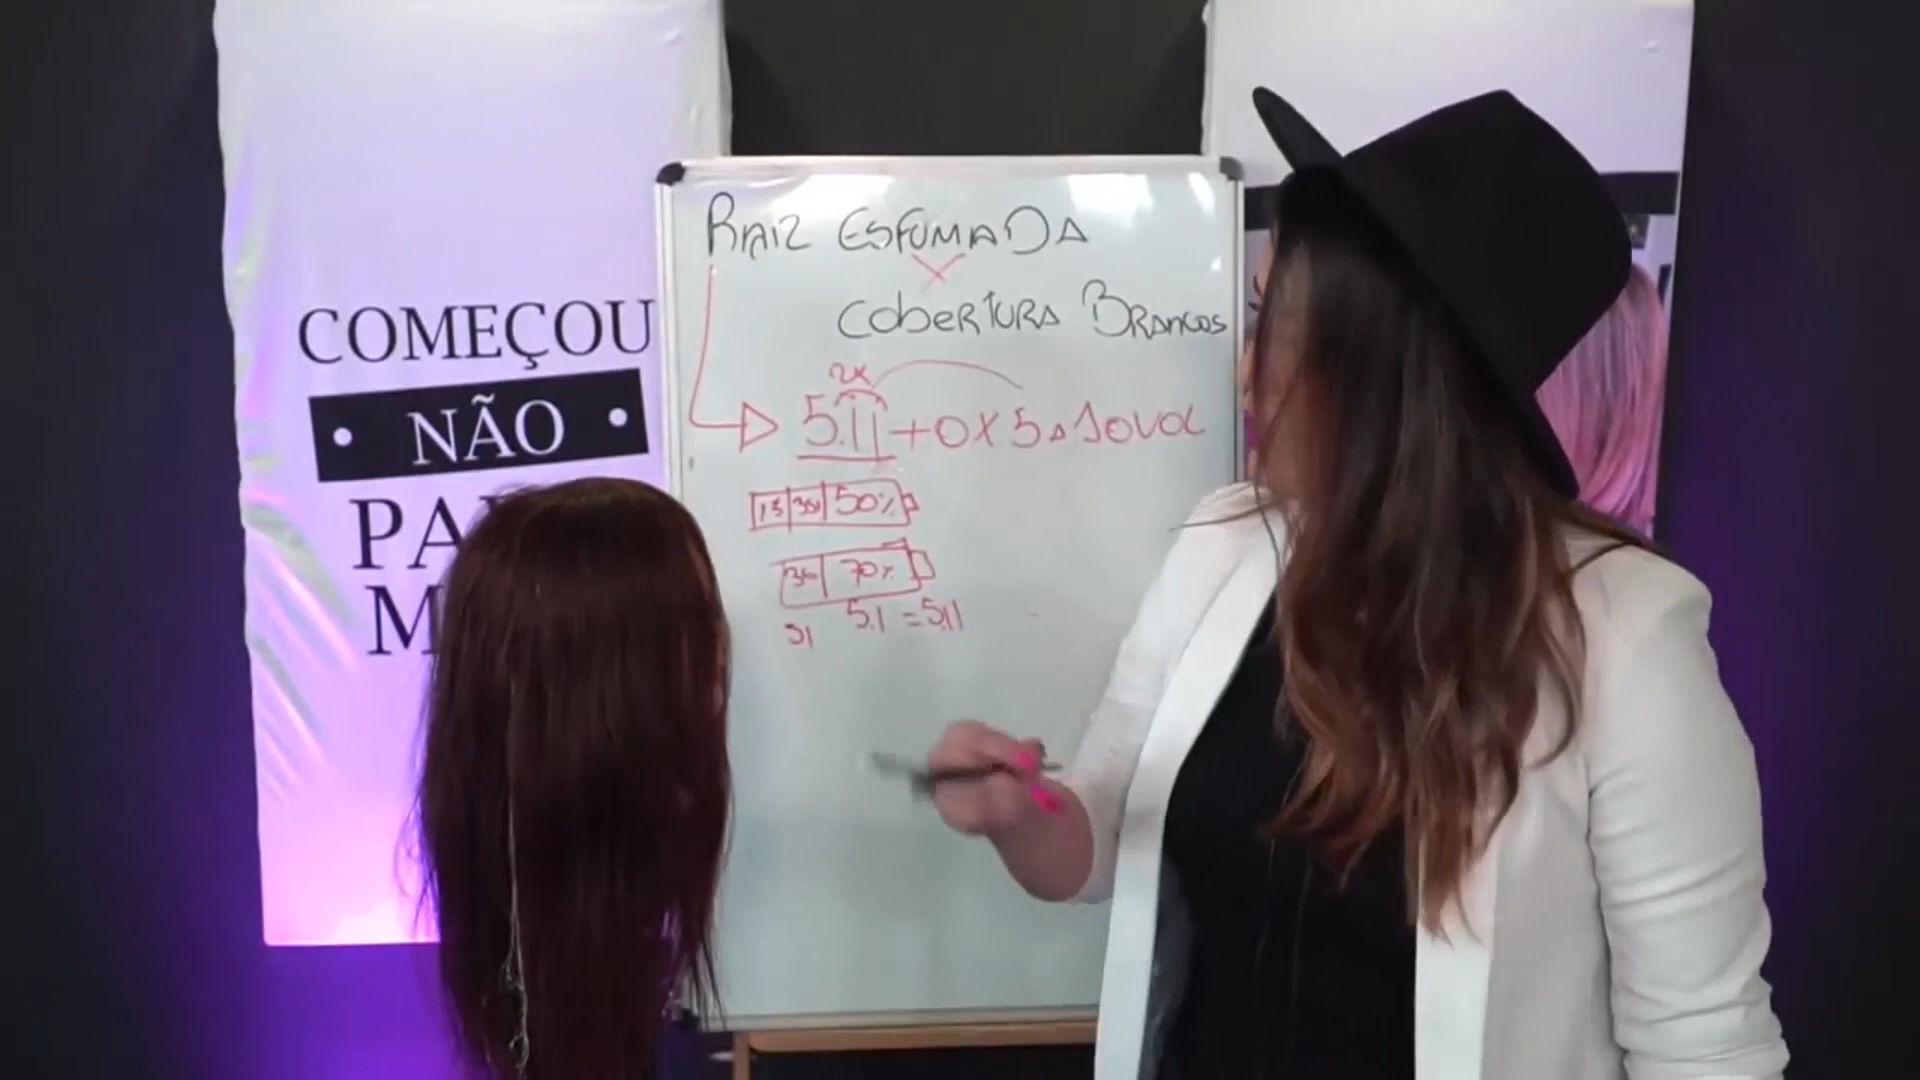 COMEÇOU
• NÃO •
PA
M
RAIZ ESFUMADA
X
COBERTURA BRANCOS
2x
5.11 + OX 5 A 10VOL
50%
70%
5.1 = 5.11